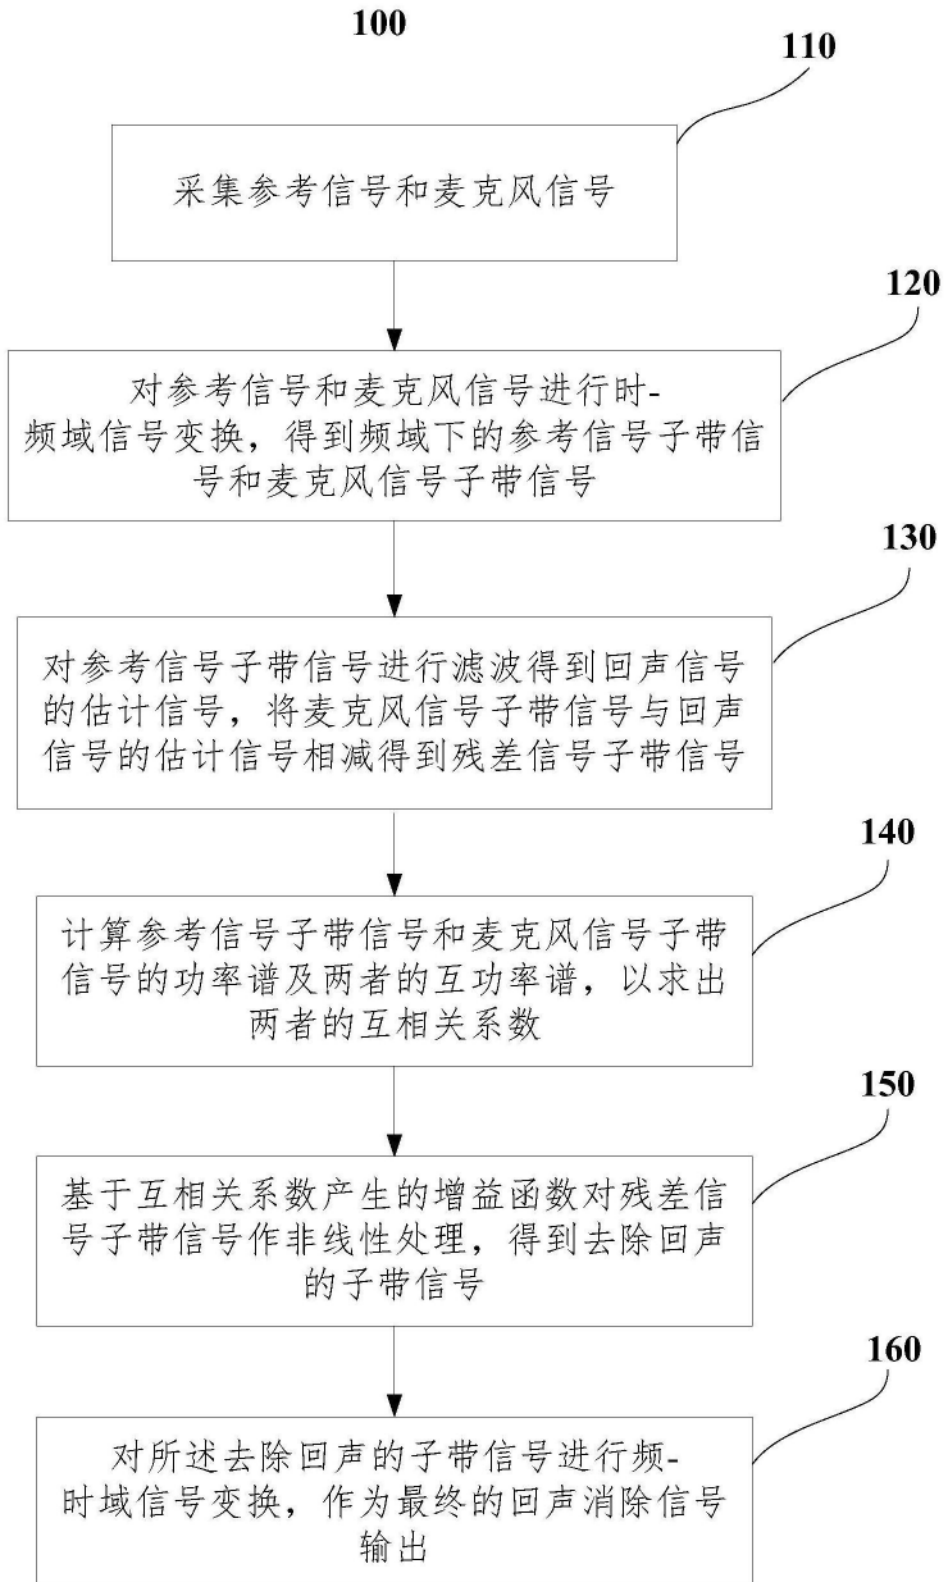 100
110
采集参考信号和麦克风信号
120
对参考信号和麦克风信号进行时-
频域信号变换，得到频域下的参考信号子带信
号和麦克风信号子带信号
130
对参考信号子带信号进行滤波得到回声信号
的估计信号，将麦克风信号子带信号与回声
信号的估计信号相减得到残差信号子带信号
140
计算参考信号子带信号和麦克风信号子带
信号的功率谱及两者的互功率谱，以求出
两者的互相关系数
150
基于互相关系数产生的增益函数对残差信
号子带信号作非线性处理，得到去除回声
的子带信号
160
对所述去除回声的子带信号进行频-
时域信号变换，作为最终的回声消除信号
输出